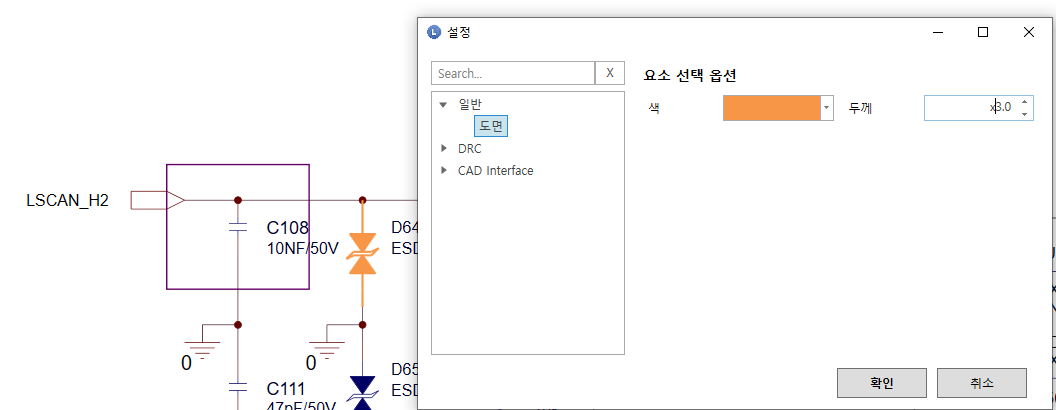 LSCAN_H2
C108
10NF/50V
D64
ESD
0
0
C111
47pF/50V
D65
ESD
L 설정
Search...
X
일반
도면
DRC
CAD Interface
요소 선택 옵션
색
두께
x3.0
확인
취소